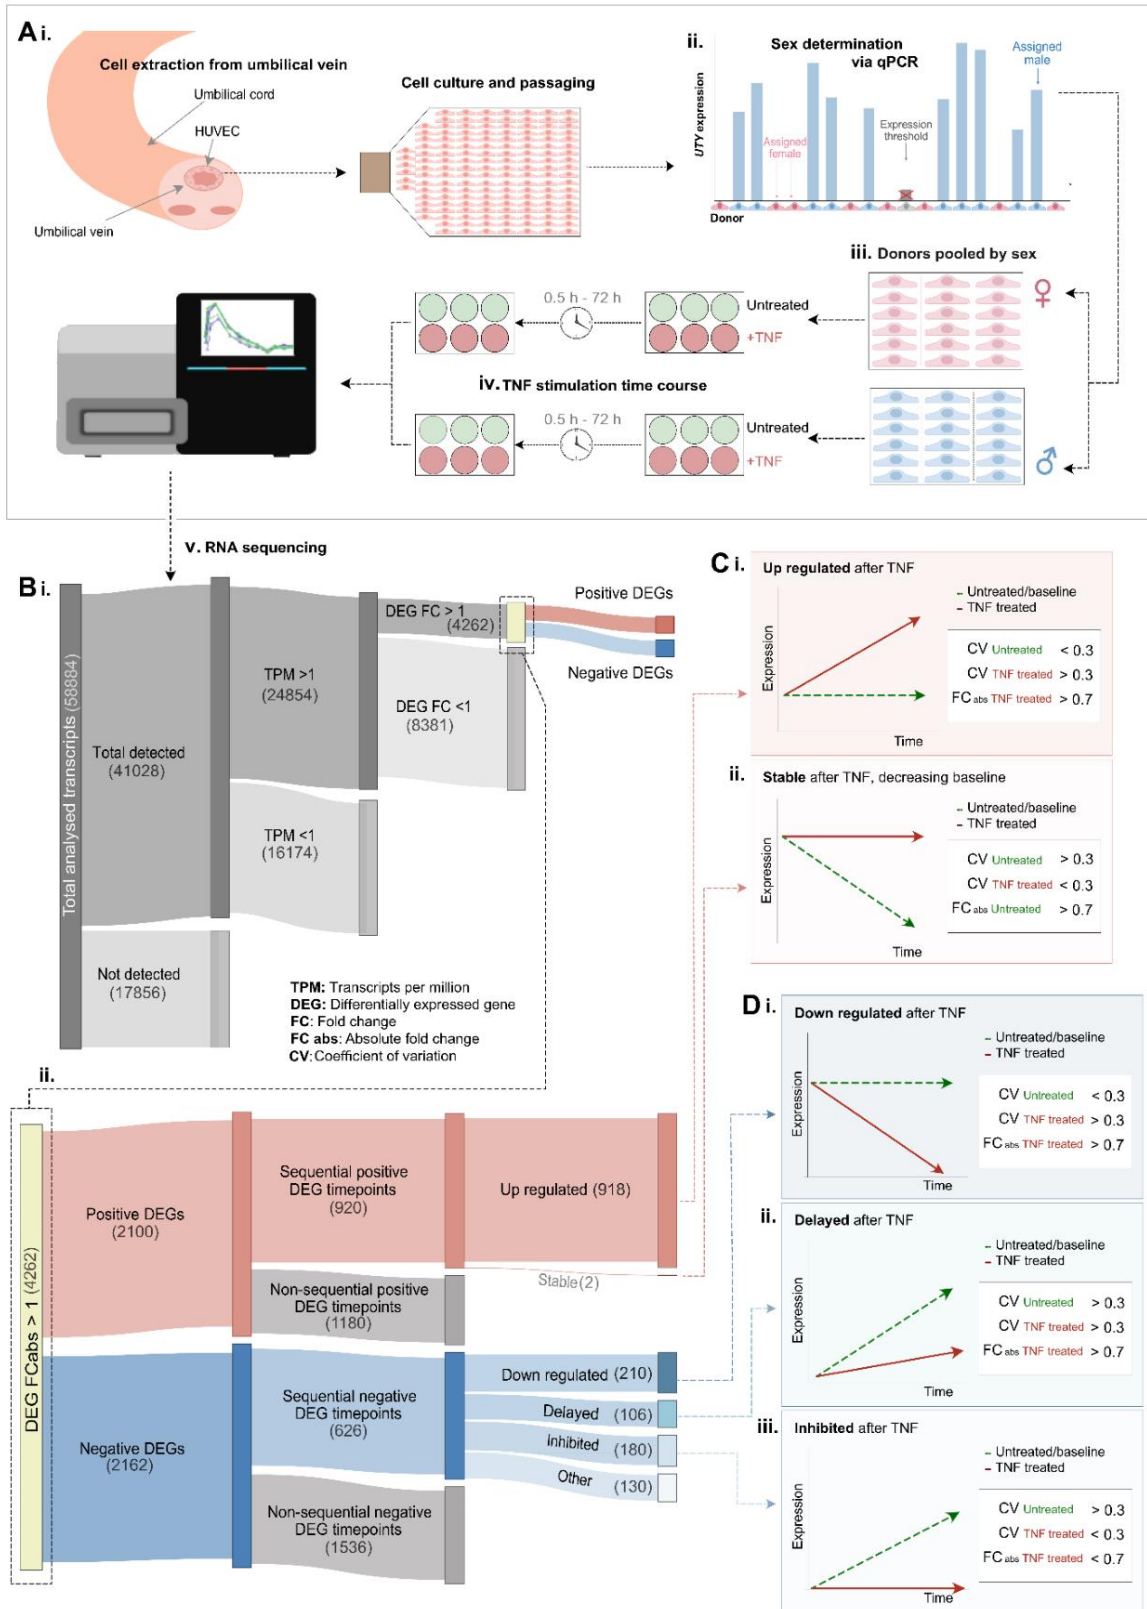 A i.
Cell extraction from umbilical vein
Umbilical cord
HUVEC
Umbilical vein
Cell culture and passaging
ii.
Sex determination
via qPCR
Assigned
male
UTY expression
Assigned
female
Expression
threshold
Donor
iii. Donors pooled by sex
0.5 h - 72 h
Untreated
+TNF
iv. TNF stimulation time course
0.5 h - 72 h
Untreated
+TNF
v. RNA sequencing
B i.
Total analysed transcripts (58884)
Total detected
(41028)
Not detected
(17856)
TPM >1
(24854)
TPM <1
(16174)
DEG FC > 1
(4262)
DEG FC <1
(8381)
Positive DEGs
Negative DEGs
TPM: Transcripts per million
DEG: Differentially expressed gene
FC: Fold change
FC abs: Absolute fold change
CV: Coefficient of variation
ii.
DEG FCabs > 1 (4262)
Positive DEGs
(2100)
Negative DEGs
(2162)
Sequential positive
DEG timepoints
(920)
Non-sequential positive
DEG timepoints
(1180)
Sequential negative
DEG timepoints
(626)
Non-sequential negative
DEG timepoints
(1536)
Up regulated (918)
Stable (2)
Down regulated (210)
Delayed (106)
Inhibited (180)
Other (130)
C i.
Up regulated after TNF
Untreated/baseline
TNF treated
Expression
Time
CV Untreated < 0.3
CV TNF treated > 0.3
FC abs TNF treated > 0.7
ii.
Stable after TNF, decreasing baseline
Untreated/baseline
TNF treated
Expression
Time
CV Untreated > 0.3
CV TNF treated < 0.3
FC abs Untreated > 0.7
D i.
Down regulated after TNF
Untreated/baseline
TNF treated
Expression
Time
CV Untreated < 0.3
CV TNF treated > 0.3
FC abs TNF treated > 0.7
ii.
Delayed after TNF
Untreated/baseline
TNF treated
Expression
Time
CV Untreated > 0.3
CV TNF treated > 0.3
FC abs TNF treated > 0.7
iii.
Inhibited after TNF
Untreated/baseline
TNF treated
Expression
Time
CV Untreated > 0.3
CV TNF treated < 0.3
FC abs TNF treated < 0.7